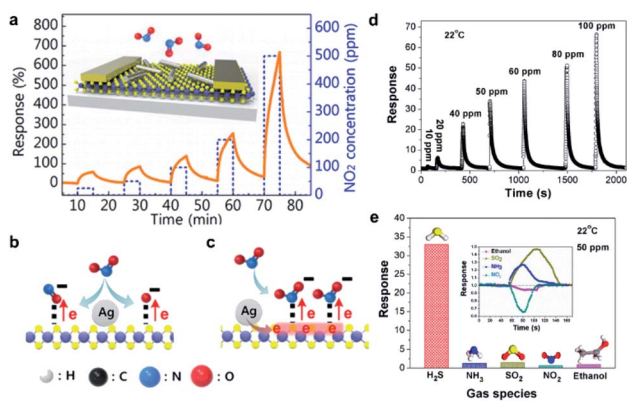 a
Response (%)
800
700
600
500
400
300
200
100
0
NO2 concentration (ppm)
600
500
400
300
200
100
0
10 20 30 40 50 60 70 80
Time (min)
b
Ag
e
e
c
Ag
e
e
e
e
e
: H : C : N : O
d
22°C
Response
70
60
50
40
30
20
10
0
10 ppm
20 ppm
40 ppm
50 ppm
60 ppm
80 ppm
100 ppm
0 500 1000 1500 2000
Time (s)
e
22°C
50 ppm
Response
40
35
30
25
20
15
10
5
0
Ethanol
SO2
NH3
NO2
Response
Time (s)
H2S NH3 SO2 NO2 Ethanol
Gas species